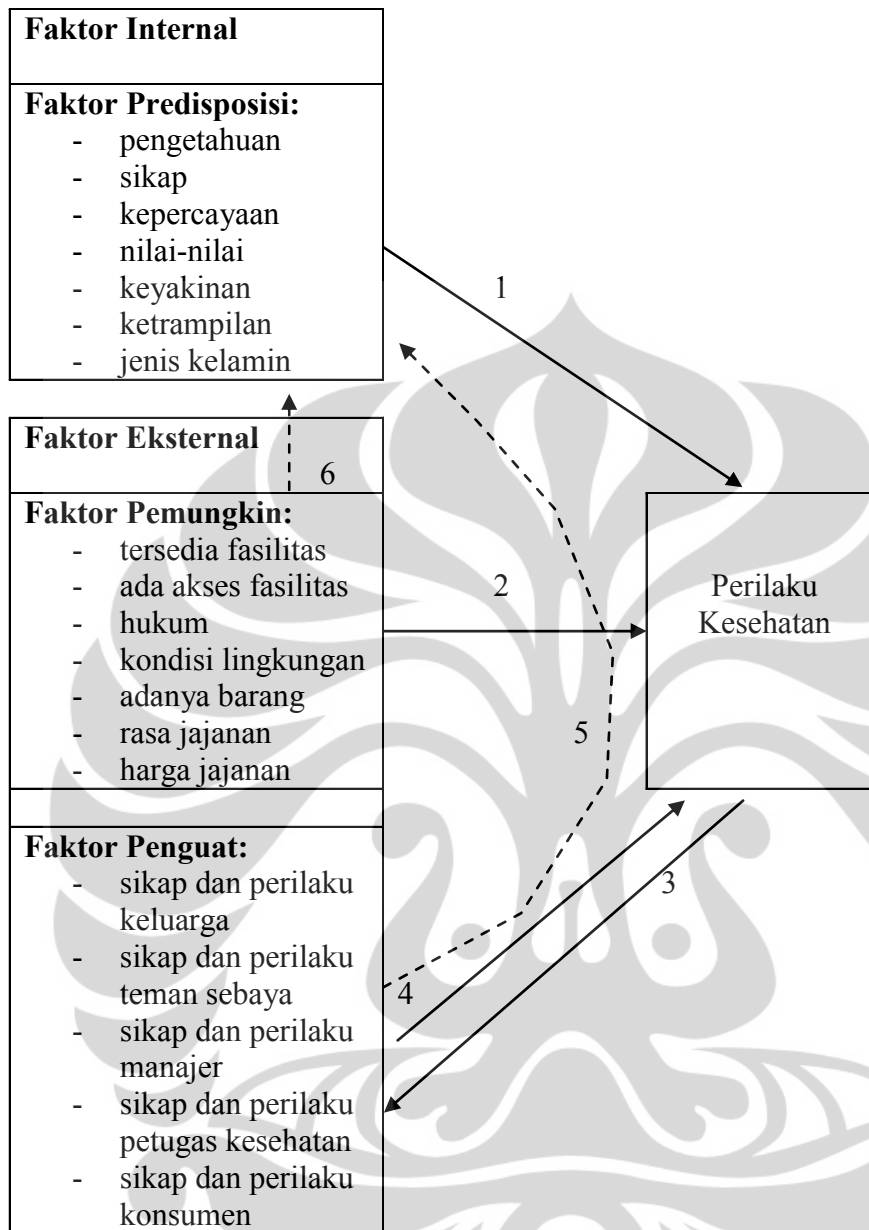 Faktor Internal
Faktor Predisposisi:
- pengetahuan
- sikap
- kepercayaan
- nilai-nilai
- keyakinan
- ketrampilan
- jenis kelamin
1
Faktor Eksternal
6
Faktor Pemungkin:
- tersedia fasilitas
- ada akses fasilitas
- hukum
- kondisi lingkungan
- adanya barang
- rasa jajanan
- harga jajanan
2
Perilaku
Kesehatan
5
Faktor Penguat:
- sikap dan perilaku
keluarga
- sikap dan perilaku
teman sebaya
- sikap dan perilaku
manajer
- sikap dan perilaku
petugas kesehatan
- sikap dan perilaku
konsumen
3
4